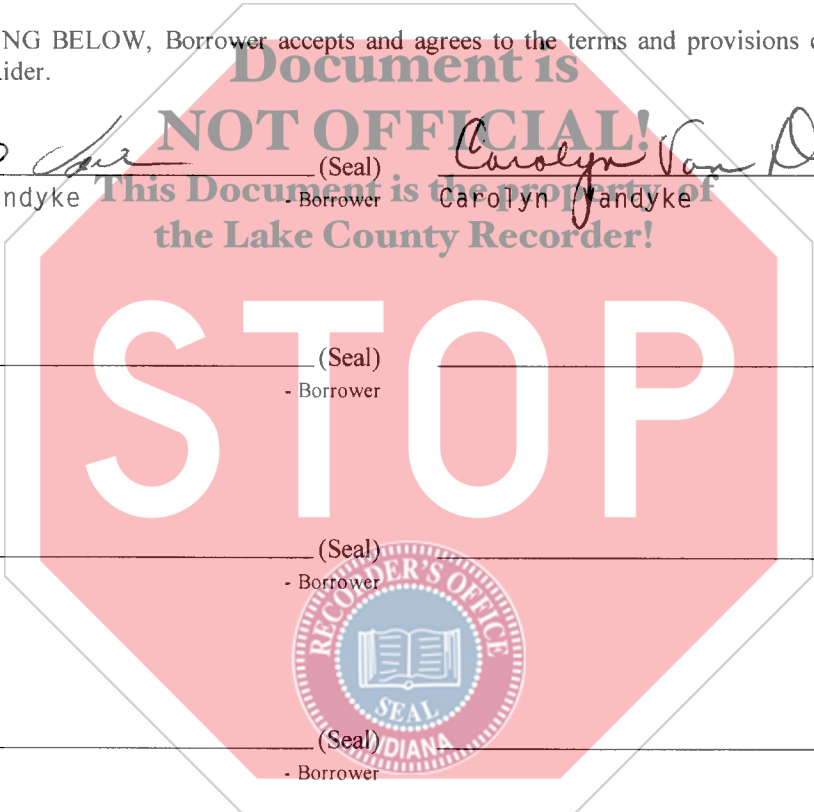 NG BELOW, Borrower accepts and agrees to the terms and provisions
ider.
Document is
NOT OFFICIAL!
This Document is the property of
the Lake County Recorder!
(Seal)
Carolyn Van D
ndyke
- Borrower
Carolyn Vandyke
STOP
(Seal)
- Borrower
(Seal)
- Borrower
RECORDER'S OFFICE
SEAL
INDIANA
(Seal)
- Borrower